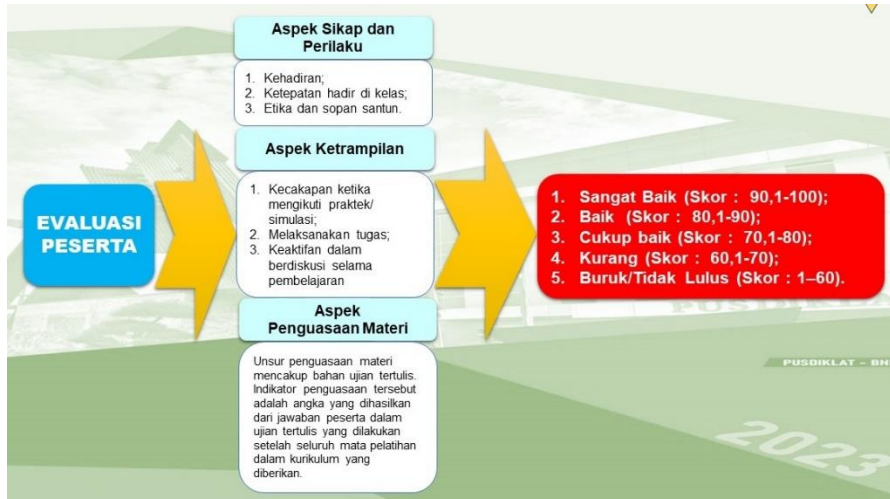 Aspek Sikap dan
Perilaku
1. Kehadiran;
2. Ketepatan hadir di kelas;
3. Etika dan sopan santun.
Aspek Ketrampilan
1. Kecakapan ketika
mengikuti praktek/
simulasi;
2. Melaksanakan tugas;
3. Keaktifan dalam
berdiskusi selama
pembelajaran
Aspek
Penguasaan Materi
Unsur penguasaan materi
mencakup bahan ujian tertulis.
Indikator penguasaan tersebut
adalah angka yang dihasilkan
dari jawaban peserta dalam
ujian tertulis yang dilakukan
setelah seluruh mata pelatihan
dalam kurikulum yang
diberikan.
EVALUASI
PESERTA
1. Sangat Baik (Skor : 90,1-100);
2. Baik (Skor : 80,1-90);
3. Cukup baik (Skor : 70,1-80);
4. Kurang (Skor : 60,1-70);
5. Buruk/Tidak Lulus (Skor : 1–60).
PUSDIKLAT – BN
2023